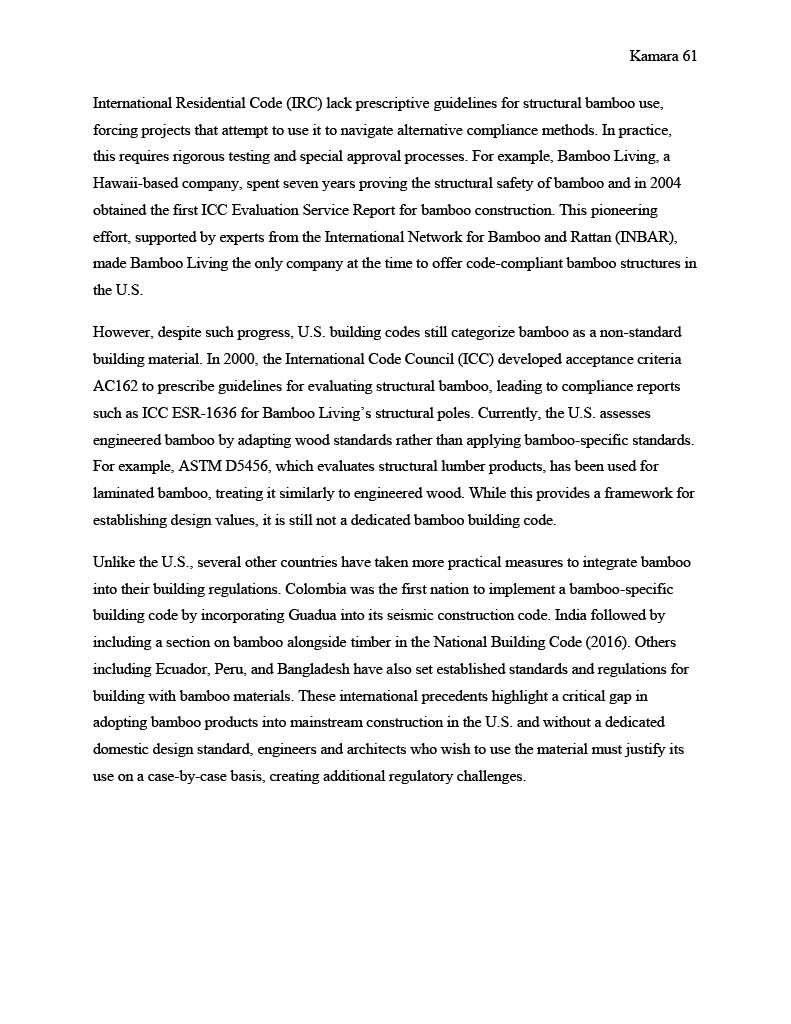 Kamara 61
International Residential Code (IRC) lack prescriptive guidelines for structural bamboo use,
forcing projects that attempt to use it to navigate alternative compliance methods. In practice,
this requires rigorous testing and special approval processes. For example, Bamboo Living, a
Hawaii-based company, spent seven years proving the structural safety of bamboo and in 2004
obtained the first ICC Evaluation Service Report for bamboo construction. This pioneering
effort, supported by experts from the International Network for Bamboo and Rattan (INBAR),
made Bamboo Living the only company at the time to offer code-compliant bamboo structures in
the U.S.
However, despite such progress, U.S. building codes still categorize bamboo as a non-standard
building material. In 2000, the International Code Council (ICC) developed acceptance criteria
AC162 to prescribe guidelines for evaluating structural bamboo, leading to compliance reports
such as ICC ESR-1636 for Bamboo Living’s structural poles. Currently, the U.S. assesses
engineered bamboo by adapting wood standards rather than applying bamboo-specific standards.
For example, ASTM D5456, which evaluates structural lumber products, has been used for
laminated bamboo, treating it similarly to engineered wood. While this provides a framework for
establishing design values, it is still not a dedicated bamboo building code.
Unlike the U.S., several other countries have taken more practical measures to integrate bamboo
into their building regulations. Colombia was the first nation to implement a bamboo-specific
building code by incorporating Guadua into its seismic construction code. India followed by
including a section on bamboo alongside timber in the National Building Code (2016). Others
including Ecuador, Peru, and Bangladesh have also set established standards and regulations for
building with bamboo materials. These international precedents highlight a critical gap in
adopting bamboo products into mainstream construction in the U.S. and without a dedicated
domestic design standard, engineers and architects who wish to use the material must justify its
use on a case-by-case basis, creating additional regulatory challenges.